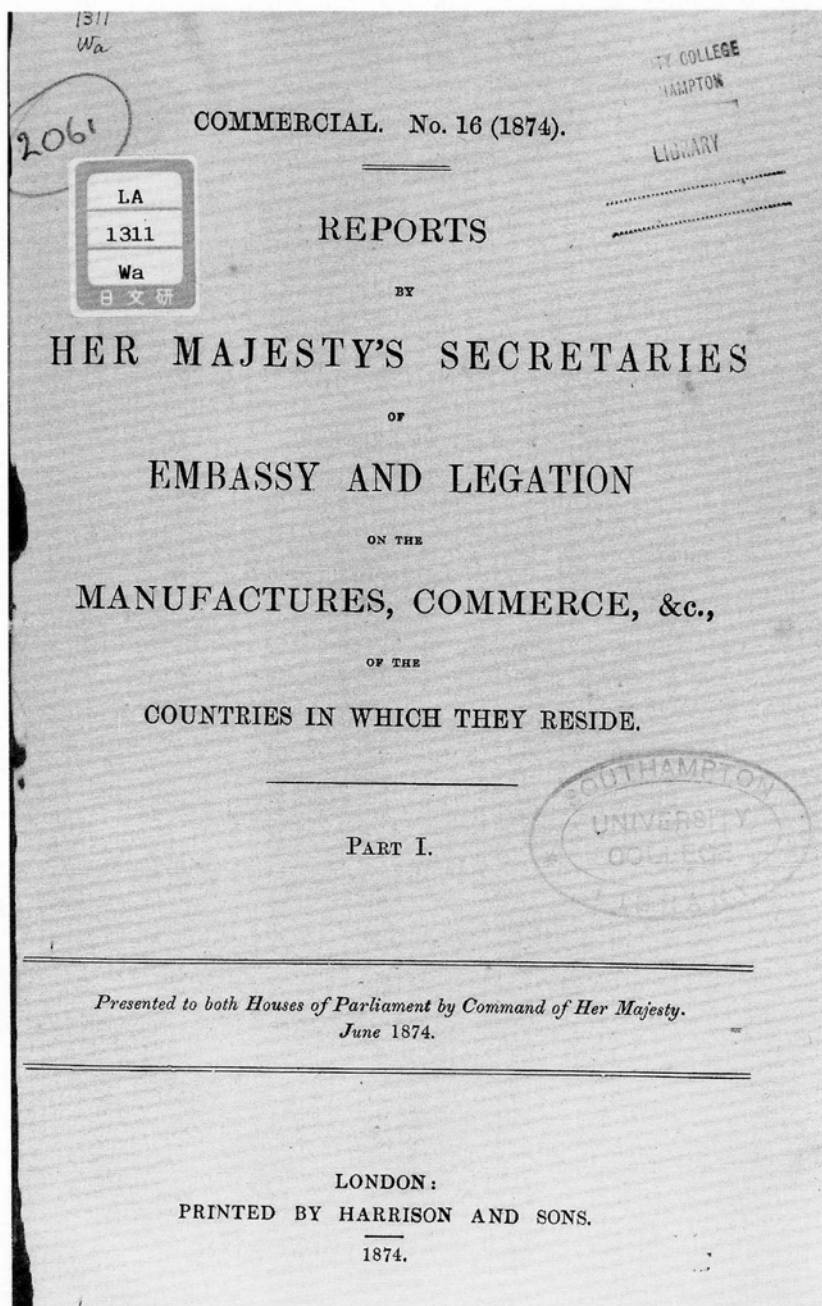 1311
Wa
TY COLLEGE
HAMPTON
LIBRARY
2061
COMMERCIAL. No. 16 (1874).
LA
1311
Wa
日文研
REPORTS
BY
HER MAJESTY'S SECRETARIES
OF
EMBASSY AND LEGATION
ON THE
MANUFACTURES, COMMERCE, &c.,
OF THE
COUNTRIES IN WHICH THEY RESIDE.
PART I.
SOUTHAMPTON
UNIVERSITY
COLLEGE
* LIBRARY
Presented to both Houses of Parliament by Command of Her Majesty.
June 1874.
LONDON:
PRINTED BY HARRISON AND SONS.
1874.